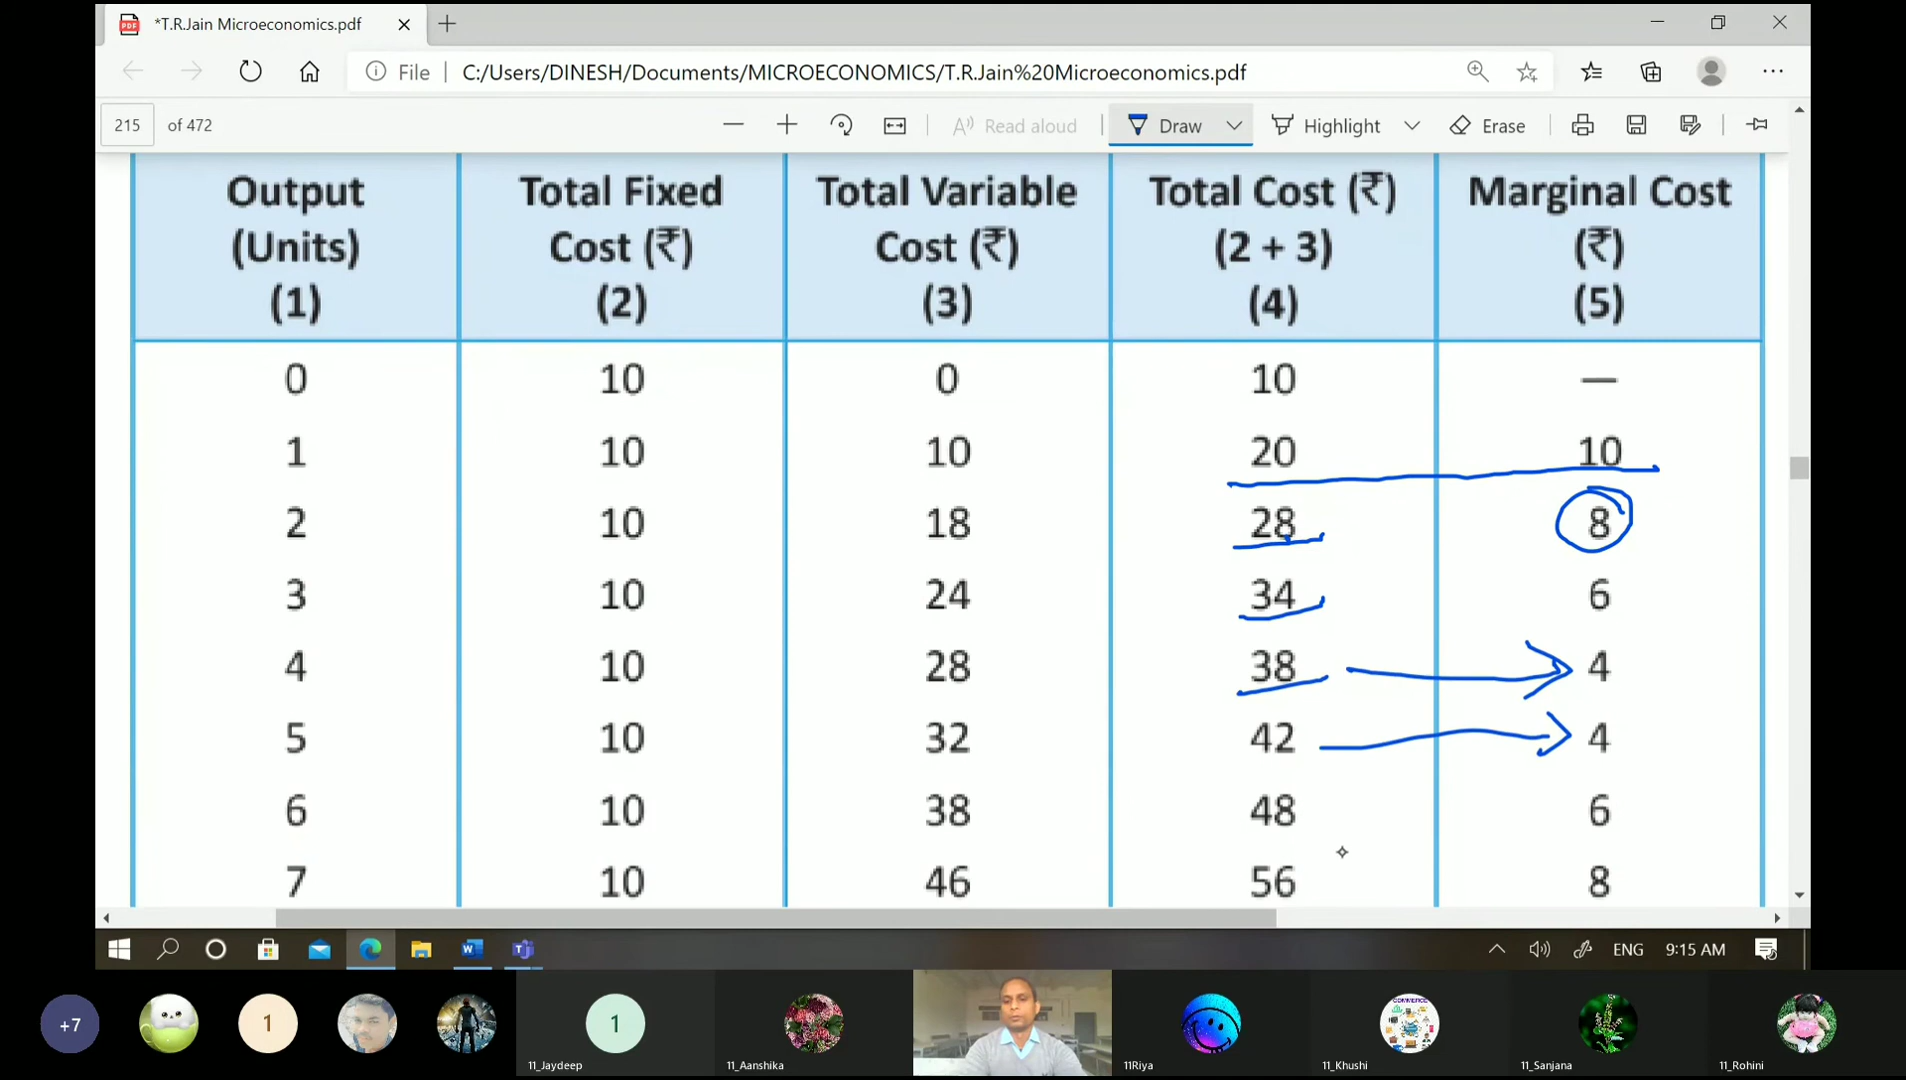 *T.R.Jain Microeconomics.pdf
File C:/Users/DINESH/Documents/MICROECONOMICS/T.R.Jain%20Microeconomics.pdf
215 of 472 Read aloud Draw Highlight Erase
Output Total Fixed Total Variable Total Cost (₹) Marginal Cost
(Units) Cost (₹) Cost (₹) (2 + 3) (₹)
(1) (2) (3) (4) (5)
0 10 0 10 —
1 10 10 20 10
2 10 18 28 8
3 10 24 34 6
4 10 28 38 4
5 10 32 42 4
6 10 38 48 6
7 10 46 56 8
ENG 9:15 AM
+7 1 1 COMMERCE
11_Jaydeep 11_Aanshika 11Riya 11_Khushi 11_Sanjana 11_Rohini